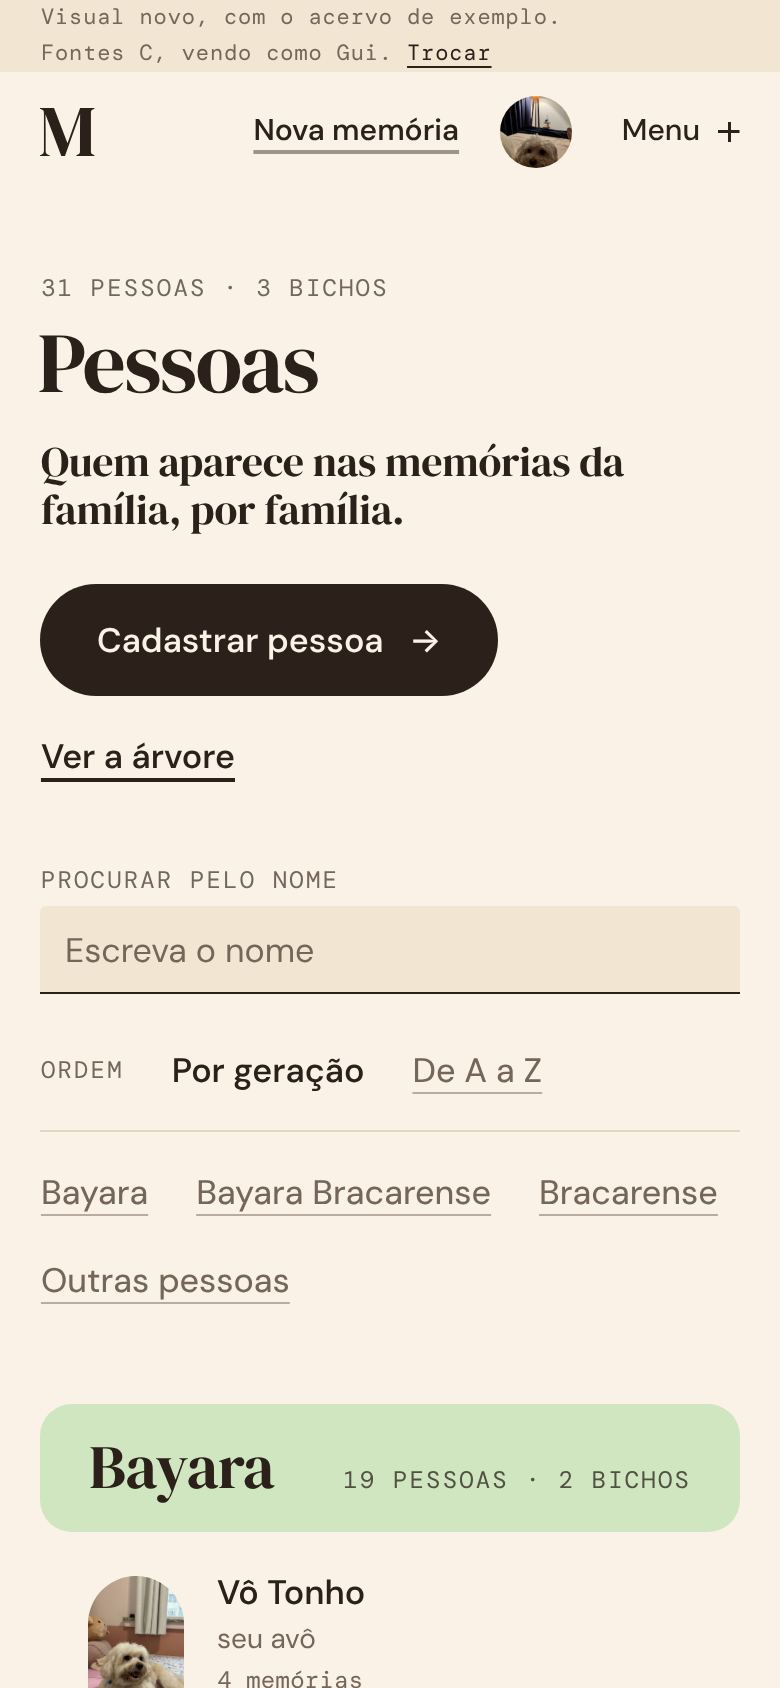 Visual novo, com o acervo de exemplo.
Fontes C, vendo como Gui. Trocar
M
Nova memória
Menu +
31 PESSOAS · 3 BICHOS
Pessoas
Quem aparece nas memórias da
família, por família.
Cadastrar pessoa →
Ver a árvore
PROCURAR PELO NOME
Escreva o nome
ORDEM Por geração De A a Z
Bayara Bayara Bracarense Bracarense
Outras pessoas
Bayara 19 PESSOAS · 2 BICHOS
Vô Tonho
seu avô
4 memórias